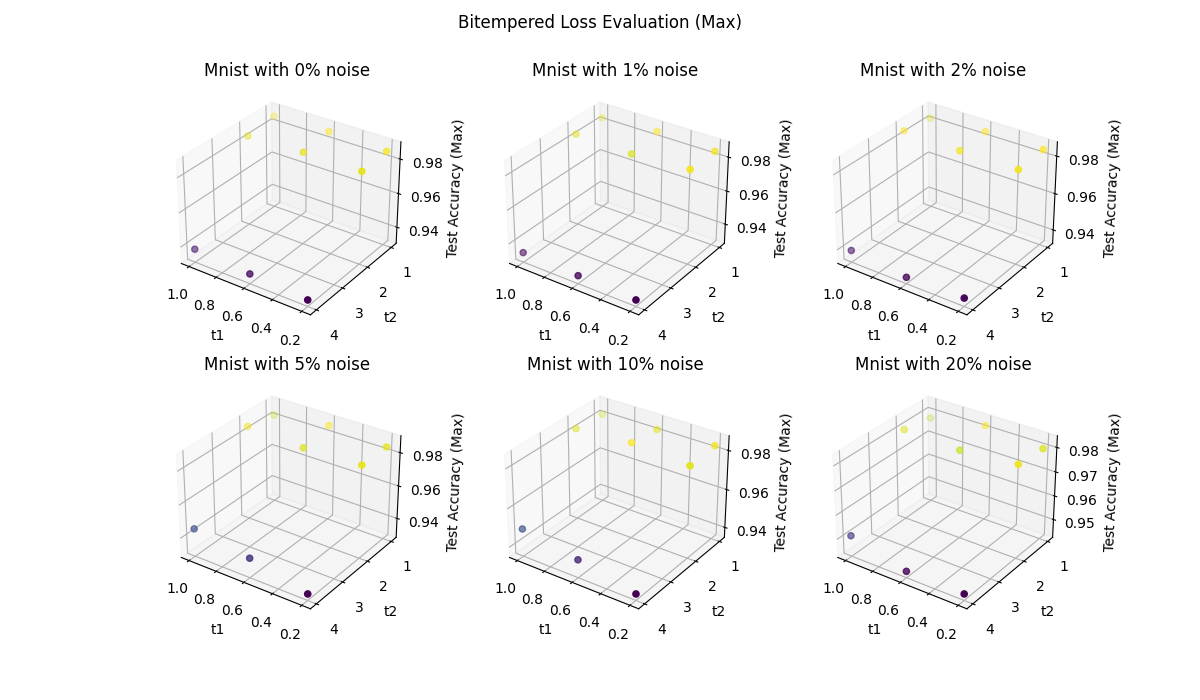 Bitempered Loss Evaluation (Max)
Mnist with 0% noise
0.98
0.96
0.94
Test Accuracy (Max)
1.0
0.8
0.6
0.4
0.2
t1
1
2
3
4
t2
Mnist with 1% noise
0.98
0.96
0.94
Test Accuracy (Max)
1.0
0.8
0.6
0.4
0.2
t1
1
2
3
4
t2
Mnist with 2% noise
0.98
0.96
0.94
Test Accuracy (Max)
1.0
0.8
0.6
0.4
0.2
t1
1
2
3
4
t2
Mnist with 5% noise
0.98
0.96
0.94
Test Accuracy (Max)
1.0
0.8
0.6
0.4
0.2
t1
1
2
3
4
t2
Mnist with 10% noise
0.98
0.96
0.94
Test Accuracy (Max)
1.0
0.8
0.6
0.4
0.2
t1
1
2
3
4
t2
Mnist with 20% noise
0.98
0.97
0.96
0.95
Test Accuracy (Max)
1.0
0.8
0.6
0.4
0.2
t1
1
2
3
4
t2